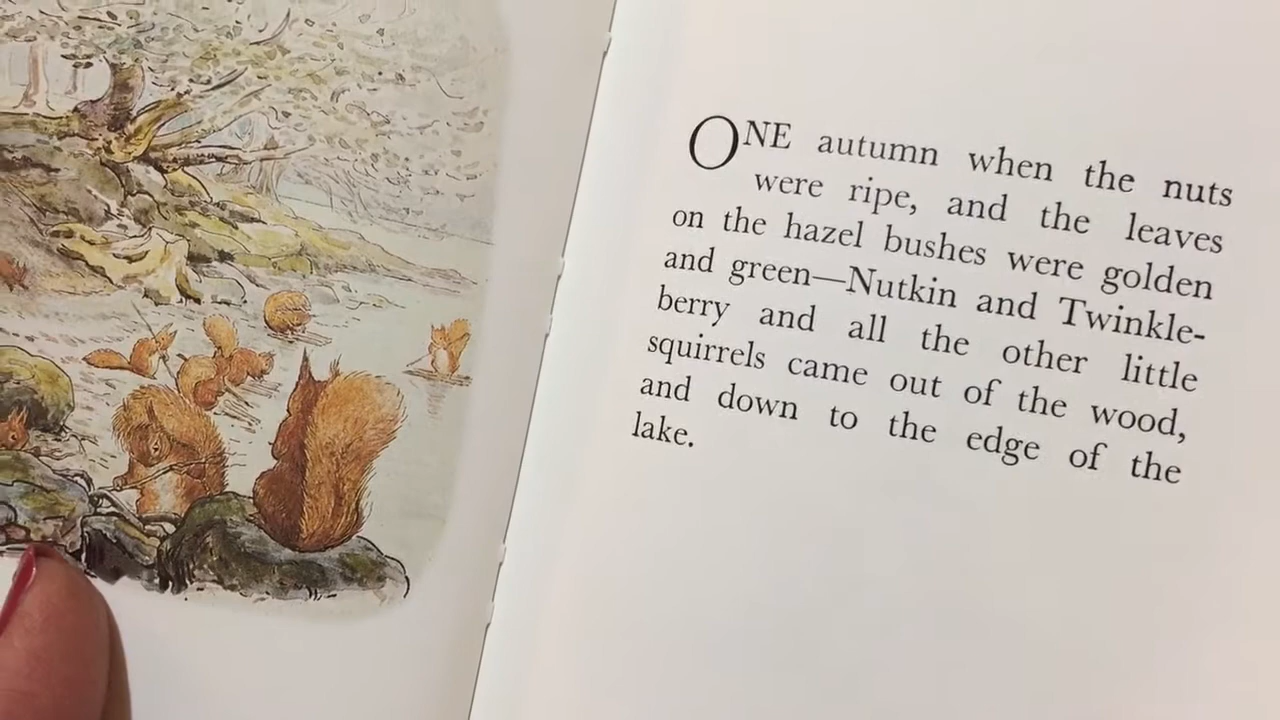 ONE autumn when the nuts
were ripe, and the leaves
on the hazel bushes were golden
and green—Nutkin and Twinkle-
berry and all the other little
squirrels came out of the wood,
and down to the edge of the
lake.